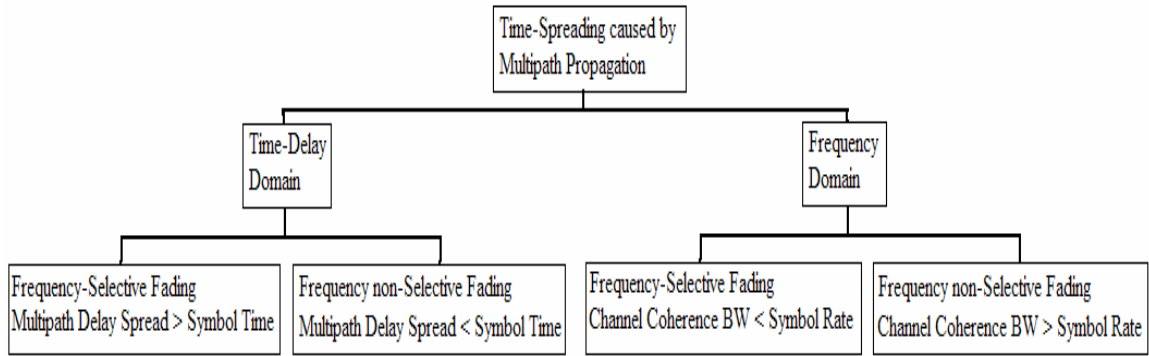 Time-Spreading caused by
Multipath Propagation
Time-Delay
Domain
Frequency
Domain
Frequency-Selective Fading
Multipath Delay Spread > Symbol Time
Frequency non-Selective Fading
Multipath Delay Spread < Symbol Time
Frequency-Selective Fading
Channel Coherence BW < Symbol Rate
Frequency non-Selective Fading
Channel Coherence BW > Symbol Rate